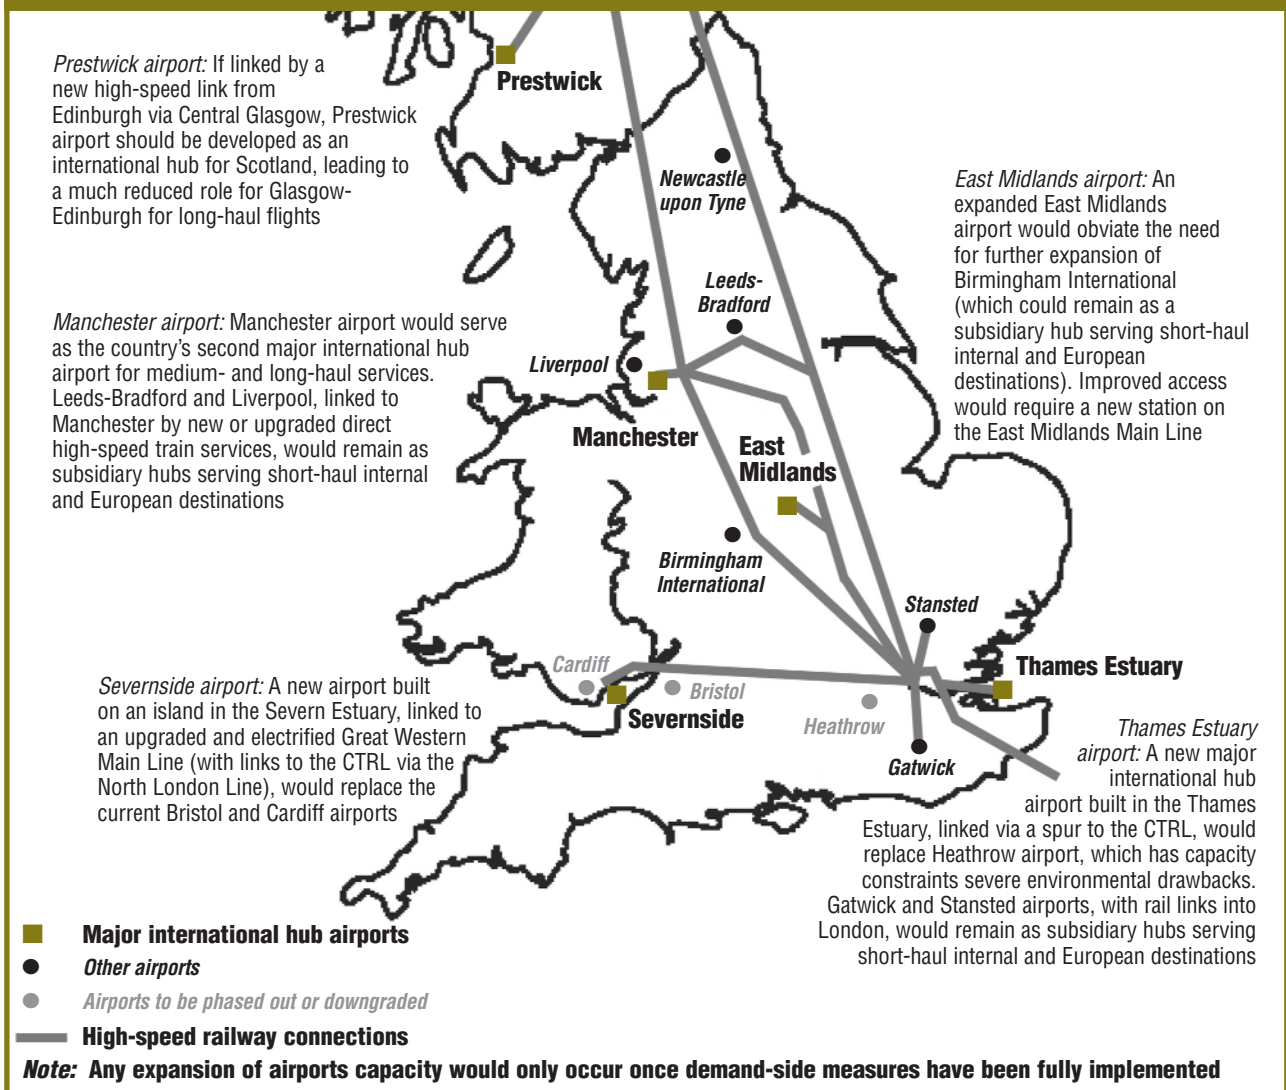 Prestwick airport: If linked by a
new high-speed link from
Edinburgh via Central Glasgow, Prestwick
airport should be developed as an
international hub for Scotland, leading to
a much reduced role for Glasgow-
Edinburgh for long-haul flights
Prestwick
Newcastle
upon Tyne
East Midlands airport: An
expanded East Midlands
airport would obviate the need
for further expansion of
Birmingham International
(which could remain as a
subsidiary hub serving short-haul
internal and European
destinations). Improved access
would require a new station on
the East Midlands Main Line
Leeds-
Bradford
Manchester airport: Manchester airport would serve
as the country's second major international hub
airport for medium- and long-haul services.
Leeds-Bradford and Liverpool, linked to
Manchester by new or upgraded direct
high-speed train services, would remain as
subsidiary hubs serving short-haul internal
and European destinations
Liverpool
Manchester
East
Midlands
Birmingham
International
Stansted
Thames Estuary
Cardiff
Bristol
Severnside
Heathrow
Gatwick
Severnside airport: A new airport built
on an island in the Severn Estuary, linked to
an upgraded and electrified Great Western
Main Line (with links to the CTRL via the
North London Line), would replace the
current Bristol and Cardiff airports
Thames Estuary
airport: A new major
international hub
airport built in the Thames
Estuary, linked via a spur to the CTRL, would
replace Heathrow airport, which has capacity
constraints severe environmental drawbacks.
Gatwick and Stansted airports, with rail links into
London, would remain as subsidiary hubs serving
short-haul internal and European destinations
Major international hub airports
Other airports
Airports to be phased out or downgraded
High-speed railway connections
Note: Any expansion of airports capacity would only occur once demand-side measures have been fully implemented